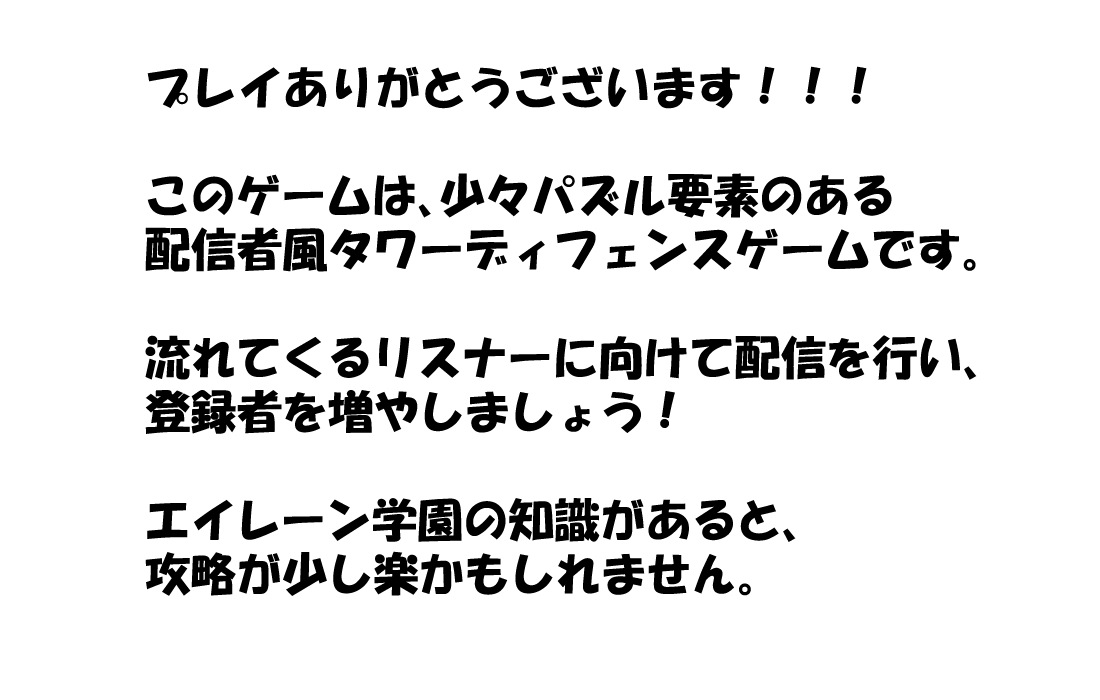 プレイありがとうございます！！！
このゲームは、少々パズル要素のある
配信者風タワーディフェンスゲームです。
流れてくるリスナーに向けて配信を行い、
登録者を増やしましょう！
エイレーン学園の知識があると、
攻略が少し楽かもしれません。